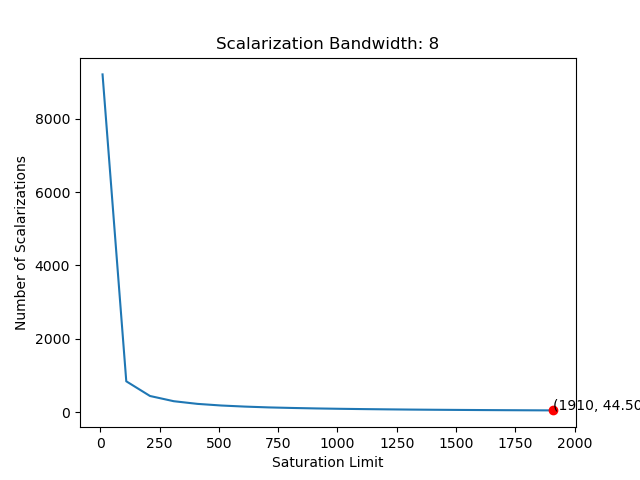 Scalarization Bandwidth: 8
Number of Scalarizations
8000
6000
4000
2000
0
(1910, 44.50
0 250 500 750 1000 1250 1500 1750 2000
Saturation Limit